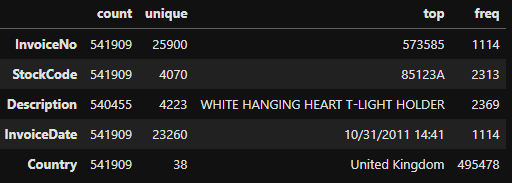 count unique top freq
InvoiceNo 541909 25900 573585 1114
StockCode 541909 4070 85123A 2313
Description 540455 4223 WHITE HANGING HEART T-LIGHT HOLDER 2369
InvoiceDate 541909 23260 10/31/2011 14:41 1114
Country 541909 38 United Kingdom 495478